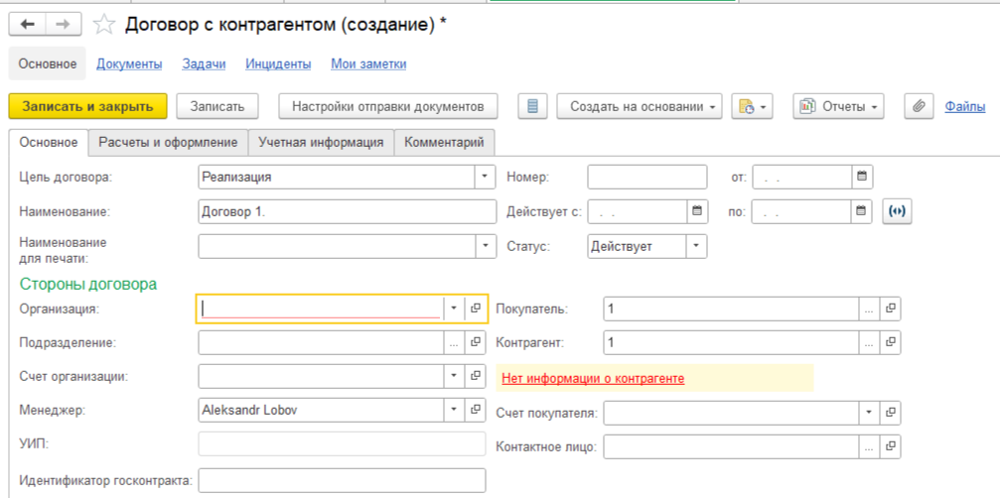 Договор с контрагентом (создание) *
Основное Документы Задачи Инциденты Мои заметки
Записать и закрыть Записать Настройки отправки документов Создать на основании Отчеты Файлы
Основное Расчеты и оформление Учетная информация Комментарий
Цель договора: Реализация Номер: от: . .
Наименование: Договор 1. Действует с: . . по: . .
Наименование
для печати: Статус: Действует
Стороны договора
Организация: Покупатель: 1 ...
Подразделение: ... Контрагент: 1 ...
Счет организации: Нет информации о контрагенте
Менеджер: Aleksandr Lobov Счет покупателя:
УИП: Контактное лицо: ...
Идентификатор госконтракта: